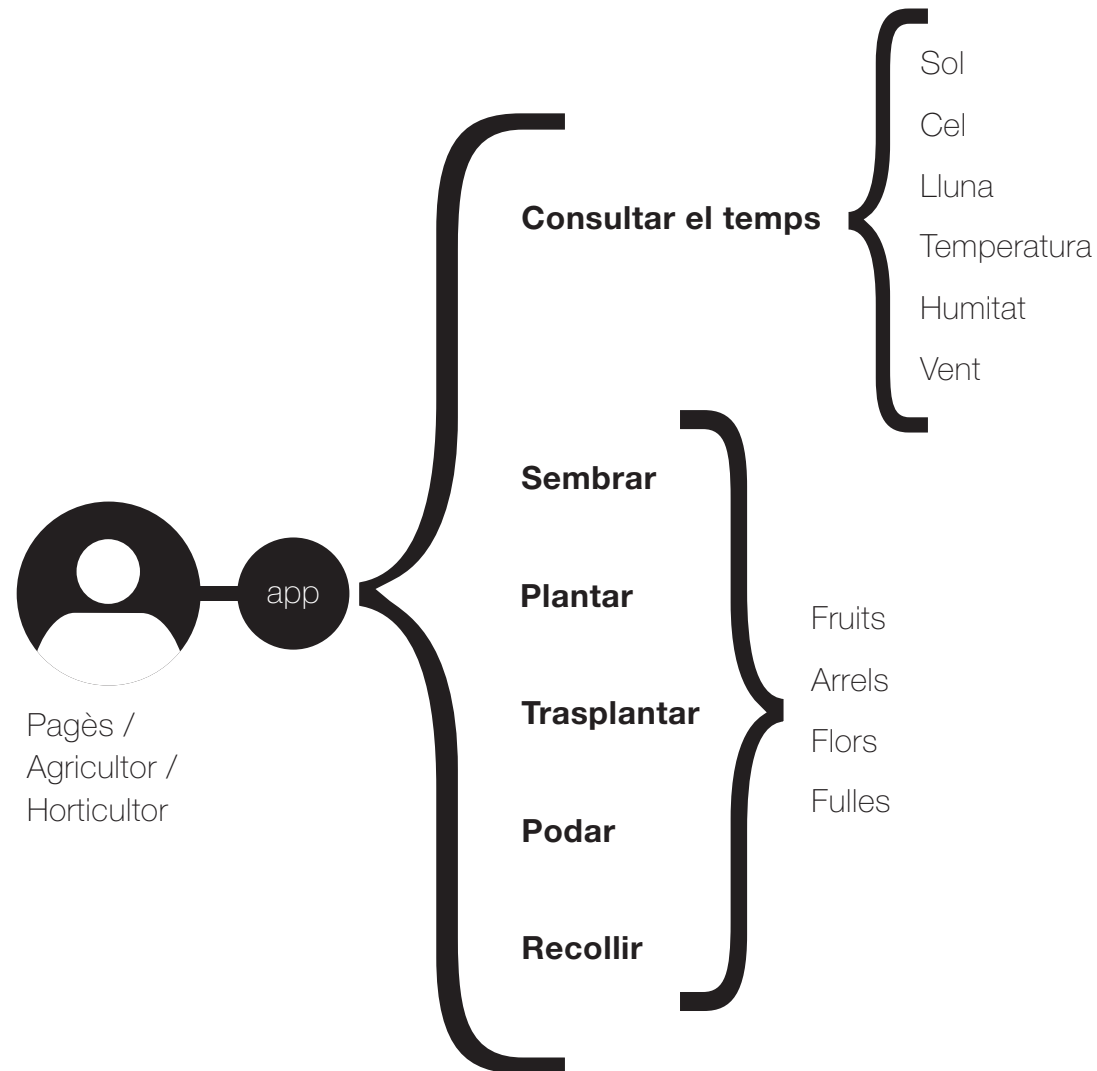 Sol
Cel
Lluna
Temperatura
Humitat
Vent
Consultar el temps
Sembrar
Plantar
Trasplantar
Podar
Recollir
Fruits
Arrels
Flors
Fulles
app
Pagès /
Agricultor /
Horticultor